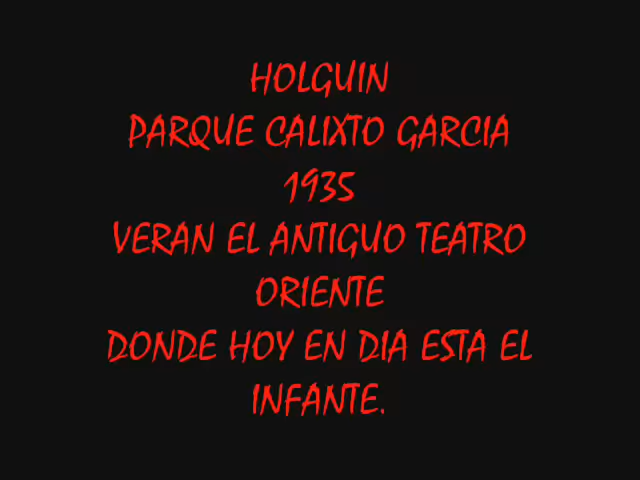 HOLGUIN
PARQUE CALIXTO GARCIA
1935
VERAN EL ANTIGUO TEATRO
ORIENTE
DONDE HOY EN DIA ESTA EL
INFANTE.